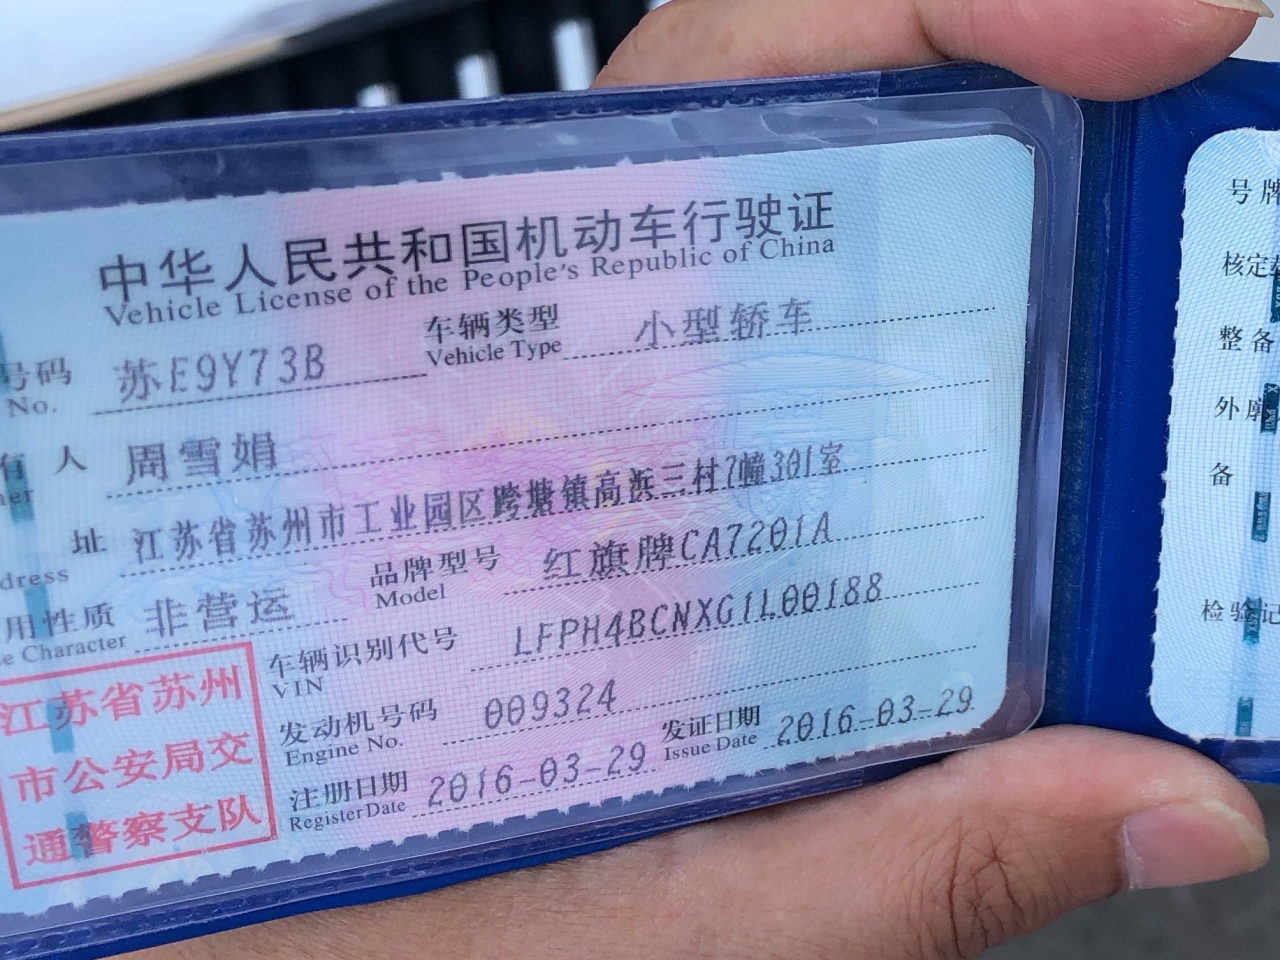 中华人民共和国机动车行驶证
Vehicle License of the People's Republic of China
号码 苏E9Y73B 车辆类型 小型轿车
No. Vehicle Type
有人 周雪娟
ner
址 江苏省苏州市工业园区跨塘镇高浜三村7幢301室
dress
用性质 非营运 品牌型号 红旗牌CA7201A
e Character Model
车辆识别代号 LFPH4BCNXG1L00188
VIN
发动机号码 009324
Engine No.
注册日期 2016-03-29 发证日期 2016-03-29
Register Date Issue Date
江苏省苏州
市公安局交
通警察支队
号牌
核定
整备
外廓
备
检验记